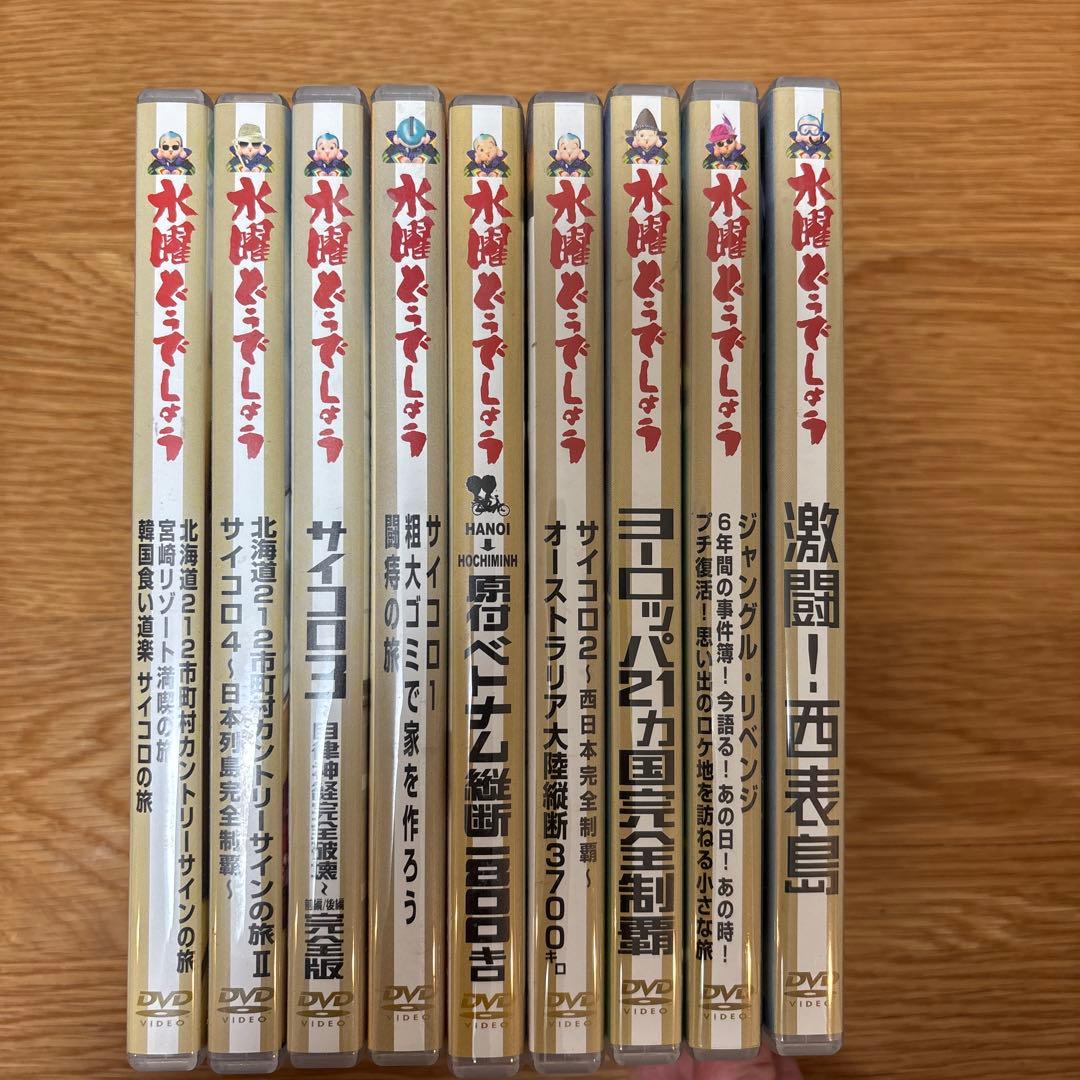 水曜どうでしょう
北海道212市町村カントリーサインの旅
宮崎リゾート満喫の旅
韓国食い道楽 サイコロの旅
DVD
VIDEO
水曜どうでしょう
北海道212市町村カントリーサインの旅Ⅱ
サイコロ4~日本列島完全制覇~
DVD
VIDEO
水曜どうでしょう
サイコロ3
自律神経完全破壊~
前編/後編
完全版
DVD
VIDEO
水曜どうでしょう
サイコロ1
粗大ゴミで家を作ろう
闘痔の旅
DVD
VIDEO
水曜どうでしょう
HANOI
HOCHIMINH
原付ベトナム縦断一800キロ
DVD
VIDEO
水曜どうでしょう
サイコロ2~西日本完全制覇~
オーストラリア大陸縦断3700キロ
DVD
VIDEO
水曜どうでしょう
ヨーロッパ21カ国完全制覇
DVD
VIDEO
水曜どうでしょう
ジャングル・リベンジ
6年間の事件簿!今語る!あの日!あの時!
プチ復活!思い出のロケ地を訪ねる小さな旅
DVD
VIDEO
水曜どうでしょう
激闘!西表島
DVD
VIDEO